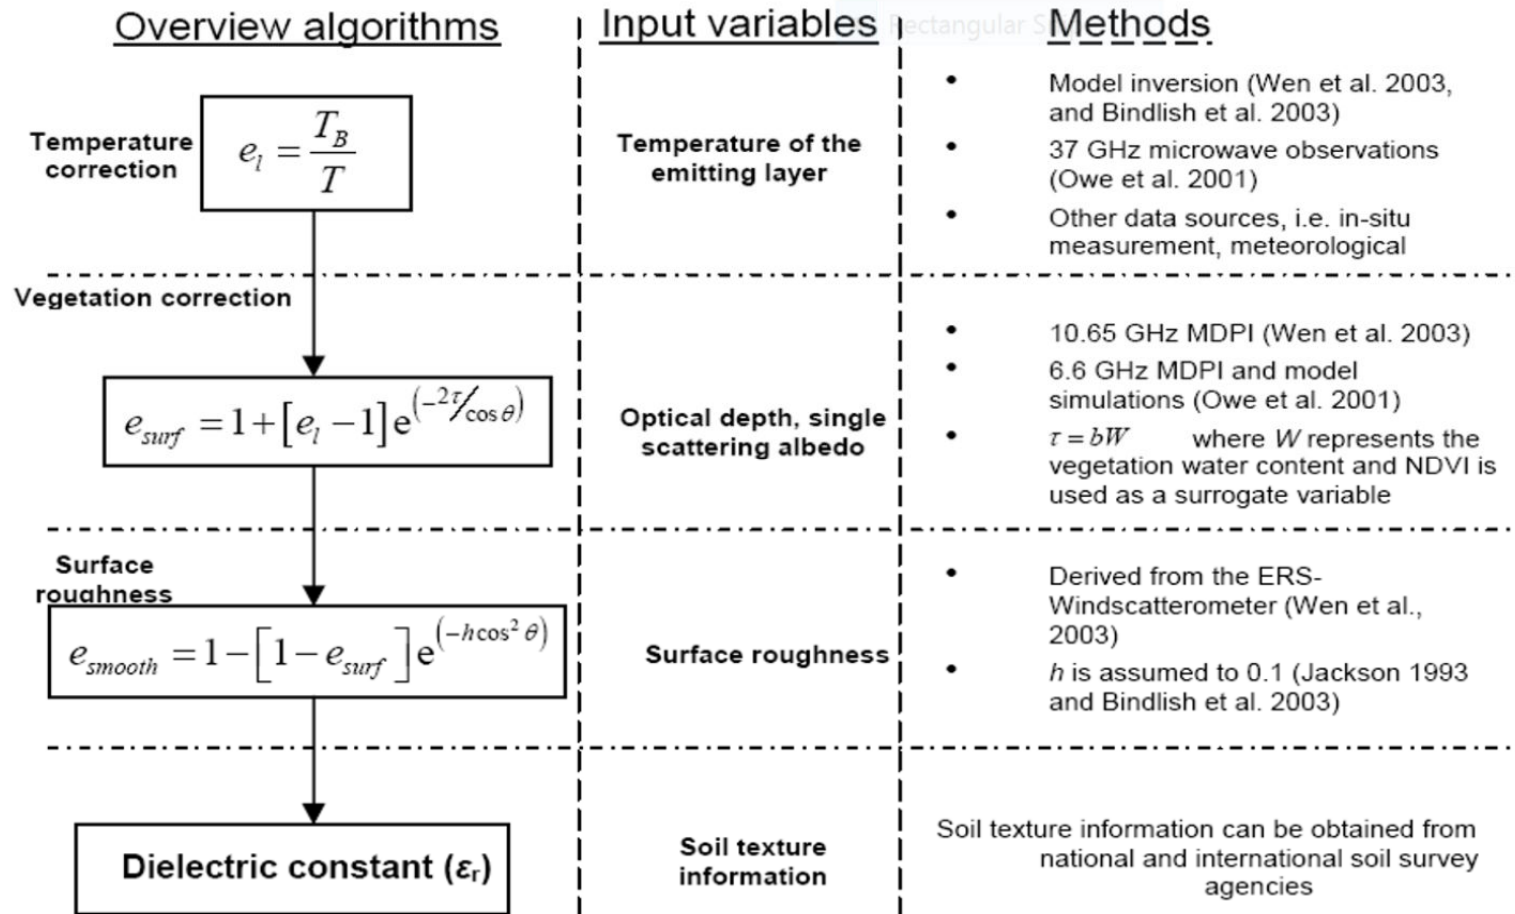 Overview algorithms
Input variables
Rectangular S
Methods
Temperature
correction
e_l = T_B / T
Temperature of the
emitting layer
• Model inversion (Wen et al. 2003,
and Bindlish et al. 2003)
• 37 GHz microwave observations
(Owe et al. 2001)
• Other data sources, i.e. in-situ
measurement, meteorological
Vegetation correction
e_surf = 1+[e_l −1]e^(−2τ/cos θ)
Optical depth, single
scattering albedo
• 10.65 GHz MDPI (Wen et al. 2003)
• 6.6 GHz MDPI and model
simulations (Owe et al. 2001)
• τ = bW where W represents the
vegetation water content and NDVI is
used as a surrogate variable
Surface
roughness
e_smooth = 1−[1−e_surf]e^(−h cos² θ)
Surface roughness
• Derived from the ERS-
Windscatterometer (Wen et al.,
2003)
• h is assumed to 0.1 (Jackson 1993
and Bindlish et al. 2003)
Dielectric constant (εr)
Soil texture
information
Soil texture information can be obtained from
national and international soil survey
agencies